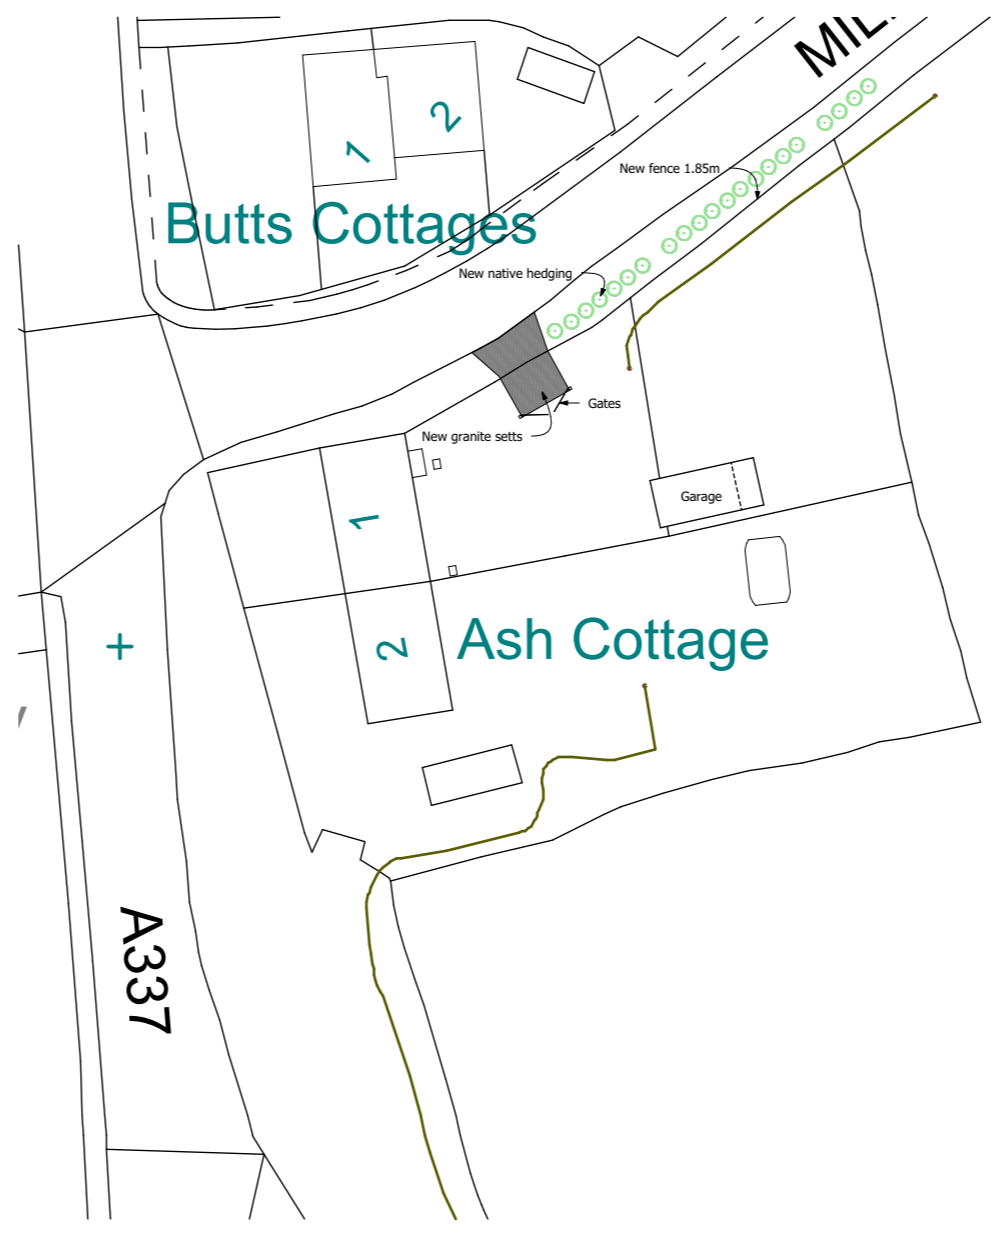 2
1
New fence 1.85m
Butts Cottages
New native hedging
Gates
New granite setts
Garage
1
2
Ash Cottage
A337